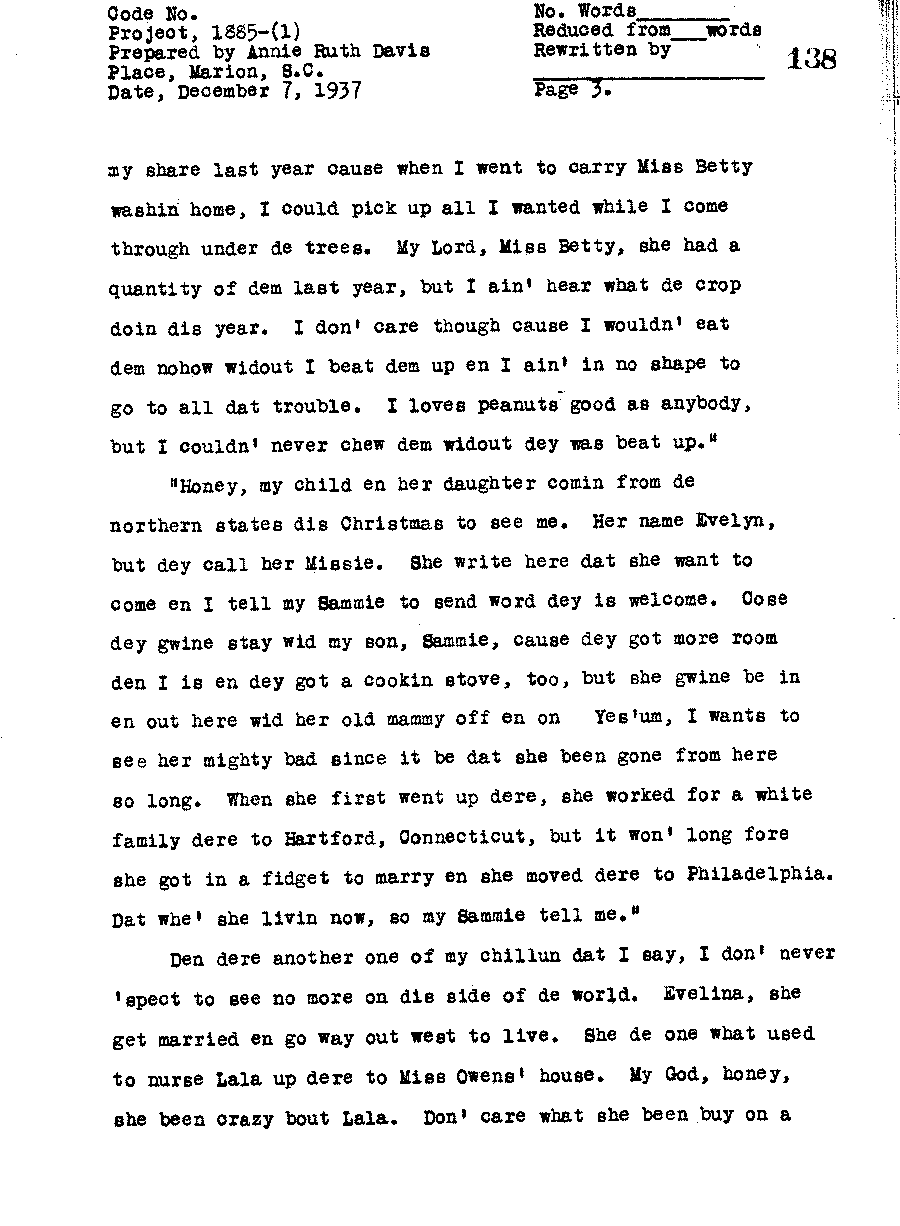 Code No.
Project, 1885-(1)
Prepared by Annie Ruth Davis
Place, Marion, S.C.
Date, December 7, 1937
No. Words________
Reduced from___words
Rewritten by
138
Page 3.
my share last year cause when I went to carry Miss Betty
washin home, I could pick up all I wanted while I come
through under de trees. My Lord, Miss Betty, she had a
quantity of dem last year, but I ain' hear what de crop
doin dis year. I don' care though cause I wouldn' eat
dem nohow widout I beat dem up en I ain' in no shape to
go to all dat trouble. I loves peanuts good as anybody,
but I couldn' never chew dem widout dey was beat up."
"Honey, my child en her daughter comin from de
northern states dis Christmas to see me. Her name Evelyn,
but dey call her Missie. She write here dat she want to
come en I tell my Sammie to send word dey is welcome. Cose
dey gwine stay wid my son, Sammie, cause dey got more room
den I is en dey got a cookin stove, too, but she gwine be in
en out here wid her old mammy off en on Yes'um, I wants to
see her mighty bad since it be dat she been gone from here
so long. When she first went up dere, she worked for a white
family dere to Hartford, Connecticut, but it won' long fore
she got in a fidget to marry en she moved dere to Philadelphia.
Dat whe' she livin now, so my Sammie tell me."
Den dere another one of my chillun dat I say, I don' never
'spect to see no more on dis side of de world. Evelina, she
get married en go way out west to live. She de one what used
to nurse Lala up dere to Miss Owens' house. My God, honey,
she been crazy bout Lala. Don' care what she been buy on a